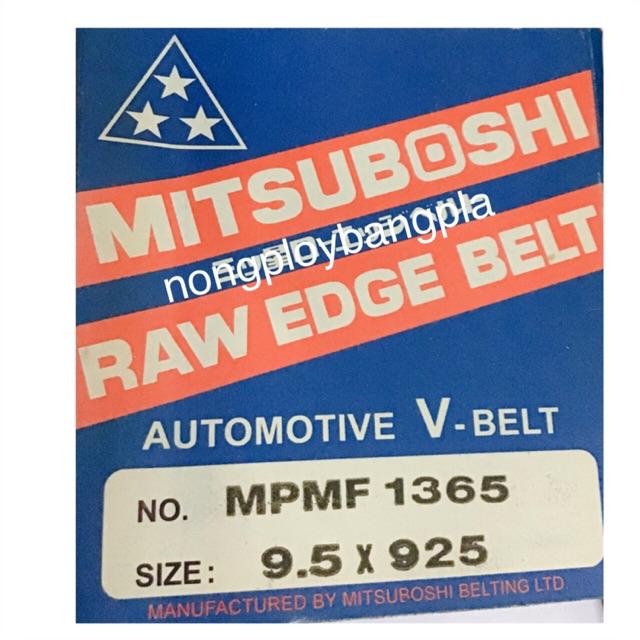 MITSUBOSHI
nongploybangpla
RAW EDGE BELT
AUTOMOTIVE V-BELT
NO. MPMF 1365
SIZE: 9.5 X 925
MANUFACTURED BY MITSUBOSHI BELTING LTD.